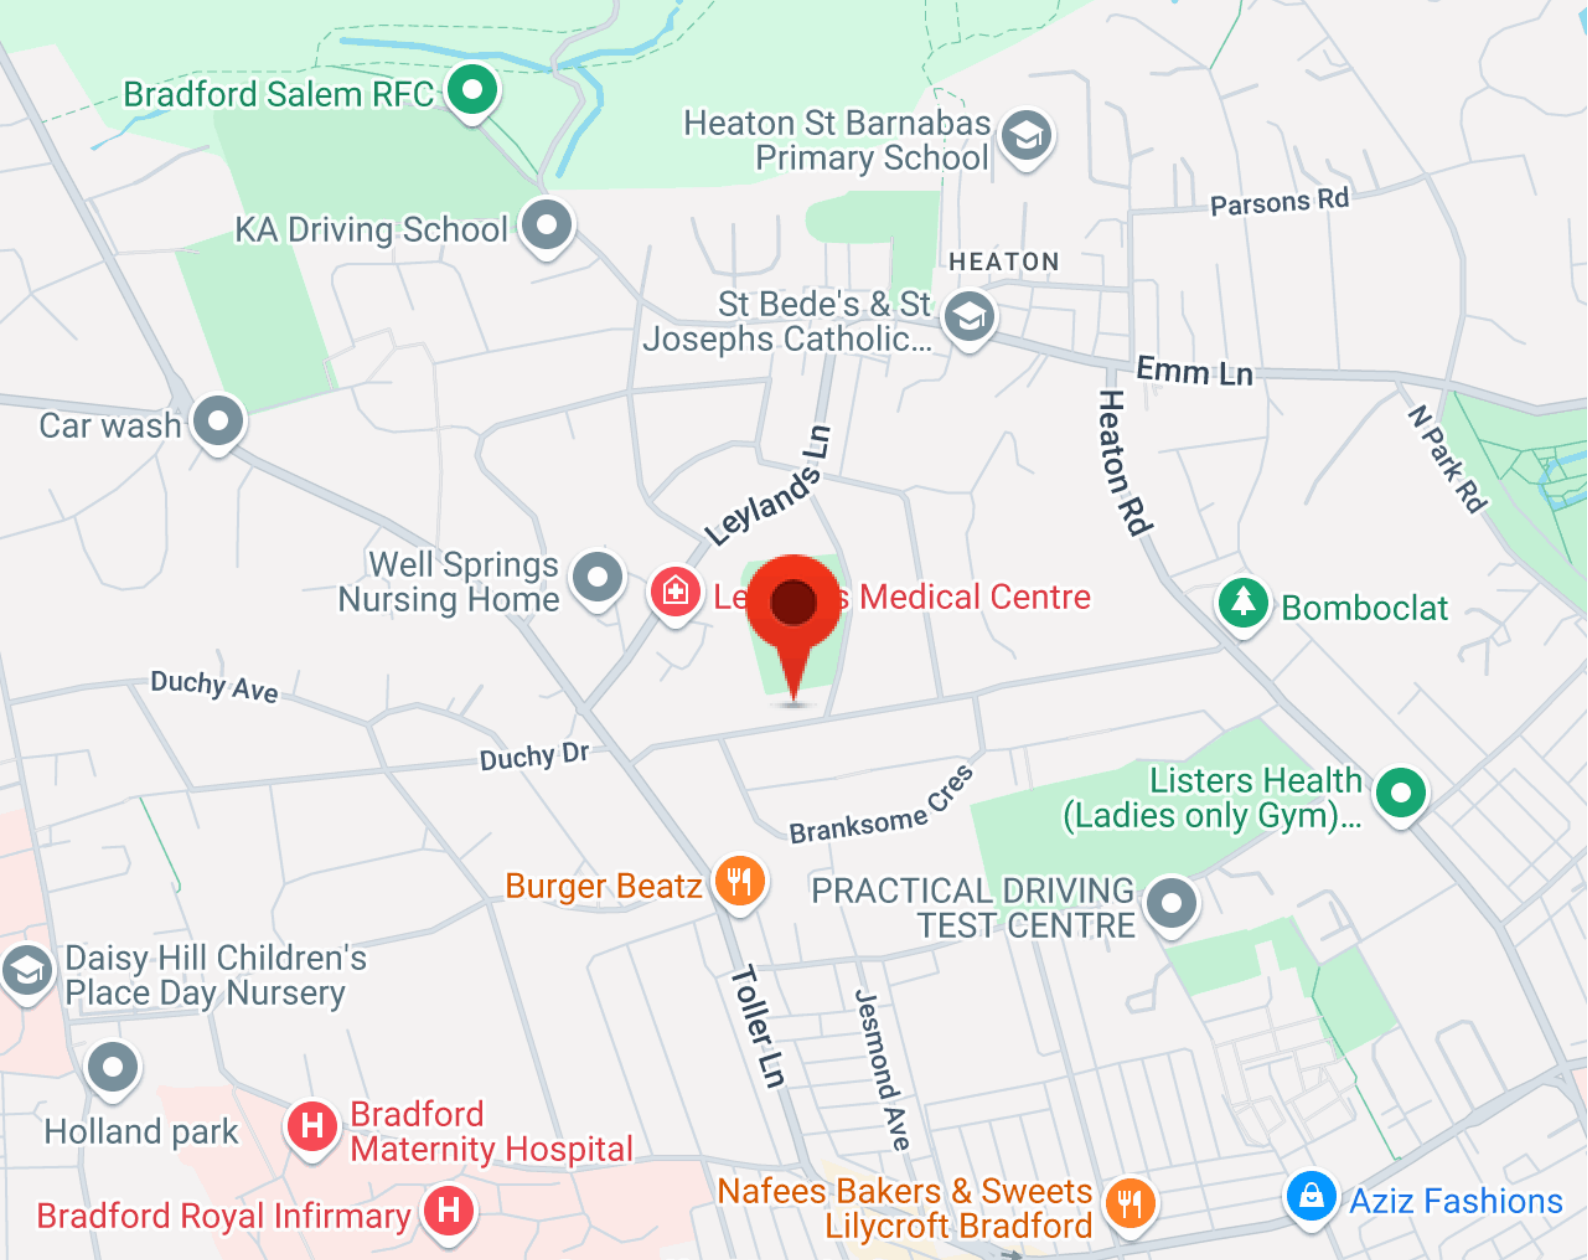 Bradford Salem RFC
Heaton St Barnabas
Primary School
Parsons Rd
KA Driving School
HEATON
St Bede's & St
Josephs Catholic...
Emm Ln
Car wash
Heaton Rd
N Park Rd
Leylands Ln
Well Springs
Nursing Home
Medical Centre
Bomboclat
Duchy Ave
Duchy Dr
Listers Health
(Ladies only Gym)...
Branksome Cres
Burger Beatz
PRACTICAL DRIVING
TEST CENTRE
Daisy Hill Children's
Place Day Nursery
Toller Ln
Jesmond Ave
Holland park
Bradford
Maternity Hospital
H
Bradford Royal Infirmary
H
Nafees Bakers & Sweets
Lilycroft Bradford
Aziz Fashions